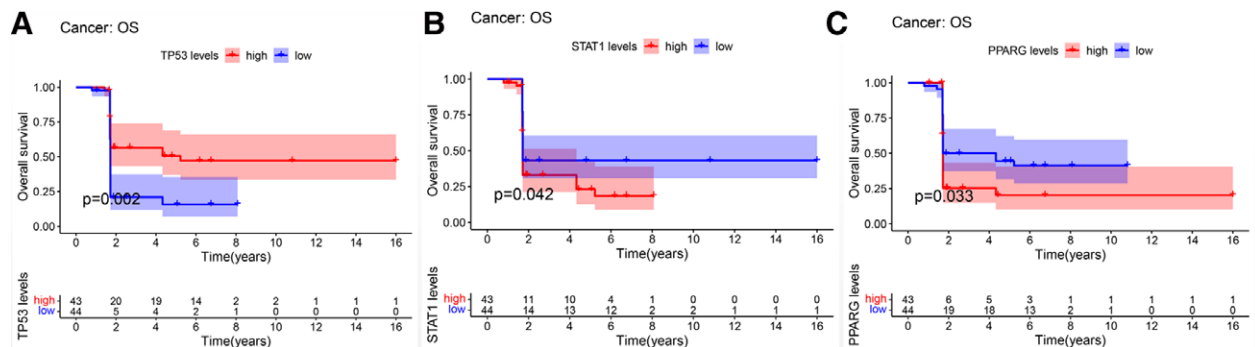 A
Cancer: OS
TP53 levels high low
1.00
0.75
0.50
0.25
0.00
Overall survival
p=0.002
0 2 4 6 8 10 12 14 16
Time(years)
TP53 levels
high 43 20 19 14 2 2 1 1 1
low 44 5 4 2 1 0 0 0 0
0 2 4 6 8 10 12 14 16
Time(years)
B
Cancer: OS
STAT1 levels high low
1.00
0.75
0.50
0.25
0.00
Overall survival
p=0.042
0 2 4 6 8 10 12 14 16
Time(years)
STAT1 levels
high 43 11 10 4 1 0 0 0 0
low 44 14 13 12 2 2 1 1 1
0 2 4 6 8 10 12 14 16
Time(years)
C
Cancer: OS
PPARG levels high low
1.00
0.75
0.50
0.25
0.00
Overall survival
p=0.033
0 2 4 6 8 10 12 14 16
Time(years)
PPARG levels
high 43 6 5 3 1 1 1 1 1
low 44 19 18 13 2 1 0 0 0
0 2 4 6 8 10 12 14 16
Time(years)